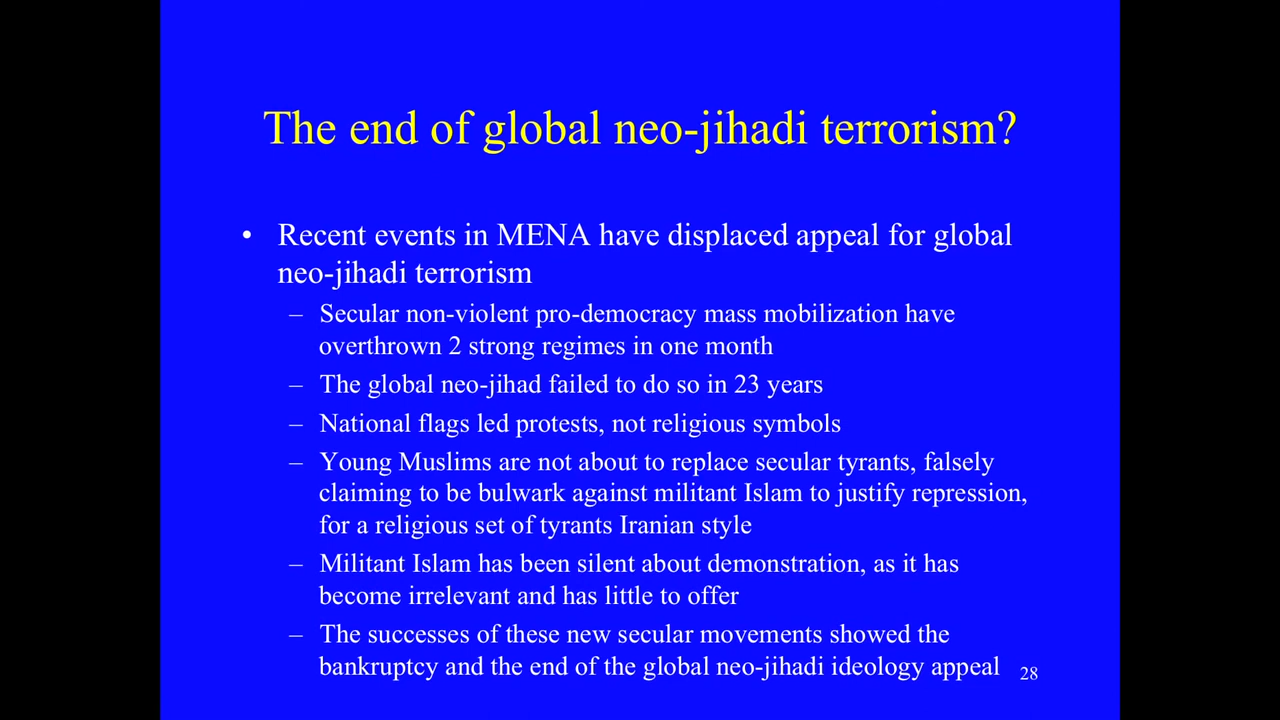 The end of global neo-jihadi terrorism?
• Recent events in MENA have displaced appeal for global
neo-jihadi terrorism
– Secular non-violent pro-democracy mass mobilization have
overthrown 2 strong regimes in one month
– The global neo-jihad failed to do so in 23 years
– National flags led protests, not religious symbols
– Young Muslims are not about to replace secular tyrants, falsely
claiming to be bulwark against militant Islam to justify repression,
for a religious set of tyrants Iranian style
– Militant Islam has been silent about demonstration, as it has
become irrelevant and has little to offer
– The successes of these new secular movements showed the
bankruptcy and the end of the global neo-jihadi ideology appeal
28